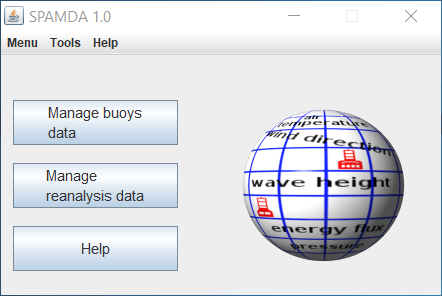 SPAMDA 1.0
Menu Tools Help
Manage buoys
data
Manage
reanalysis data
Help
air
temperature
wind direction
wave height
energy flux
pressure